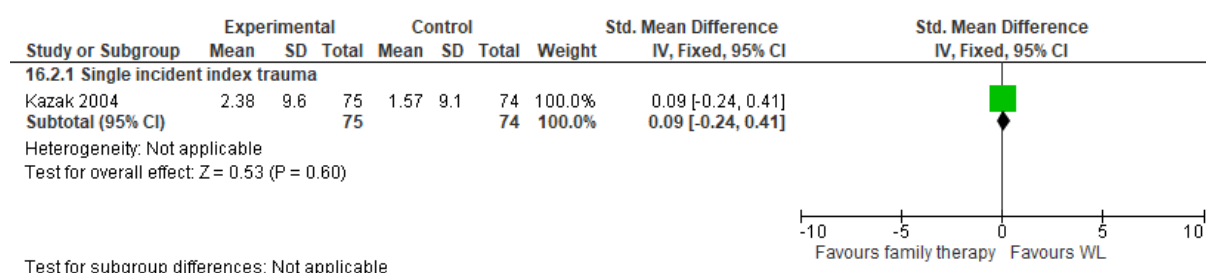 Experimental Control Std. Mean Difference Std. Mean Difference
Study or Subgroup Mean SD Total Mean SD Total Weight IV, Fixed, 95% CI IV, Fixed, 95% CI
16.2.1 Single incident index trauma
Kazak 2004 2.38 9.6 75 1.57 9.1 74 100.0% 0.09 [-0.24, 0.41]
Subtotal (95% CI) 75 74 100.0% 0.09 [-0.24, 0.41]
Heterogeneity: Not applicable
Test for overall effect: Z = 0.53 (P = 0.60)
-10 -5 0 5 10
Favours family therapy Favours WL
Test for subgroup differences: Not applicable